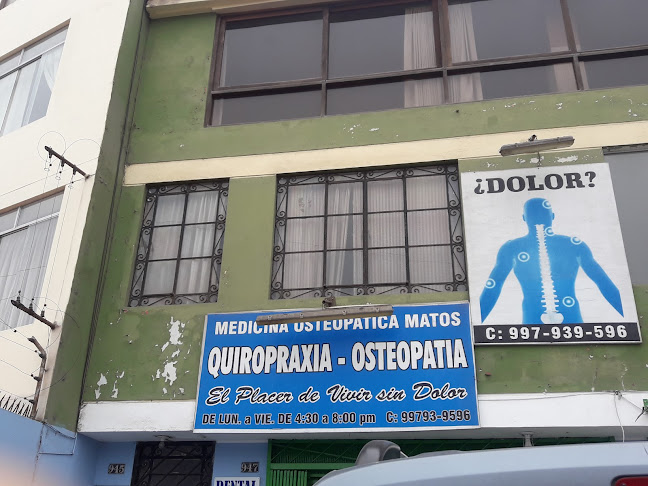 ¿DOLOR?
C: 997-939-596
MEDICINA OSTEOPATICA MATOS
QUIROPRAXIA - OSTEOPATIA
El Placer de Vivir sin Dolor
DE LUN. a VIE. DE 4:30 a 8:00 pm C: 99793-9596
945
947
DENTAL